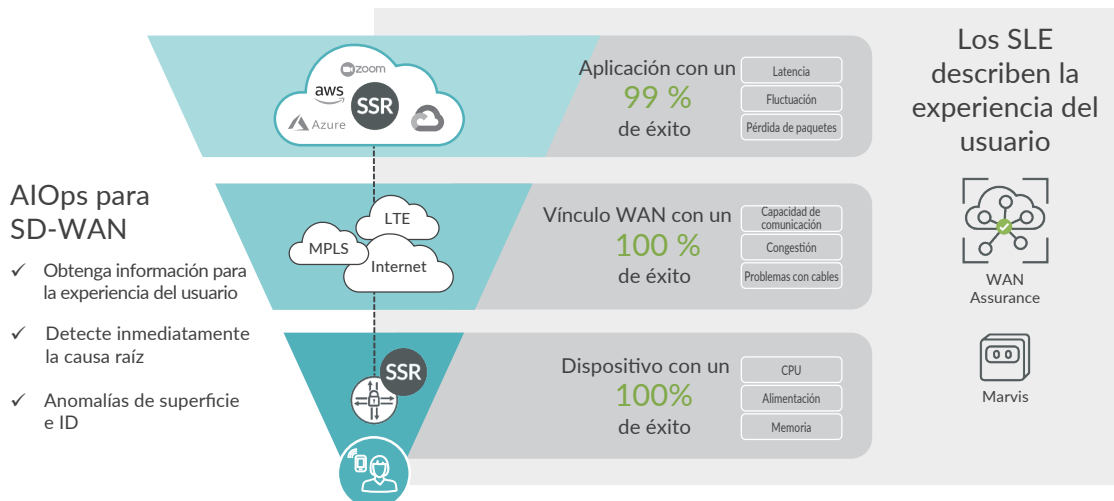 AIOps para
SD-WAN
✓ Obtenga información para
la experiencia del usuario
✓ Detecte inmediatamente
la causa raíz
✓ Anomalías de superficie
e ID
zoom
aws
SSR
Azure
Aplicación con un
99 %
de éxito
Latencia
Fluctuación
Pérdida de paquetes
LTE
MPLS
Internet
Vínculo WAN con un
100 %
de éxito
Capacidad de
comunicación
Congestión
Problemas con cables
SSR
Dispositivo con un
100%
de éxito
CPU
Alimentación
Memoria
Los SLE
describen la
experiencia del
usuario
WAN
Assurance
Marvis